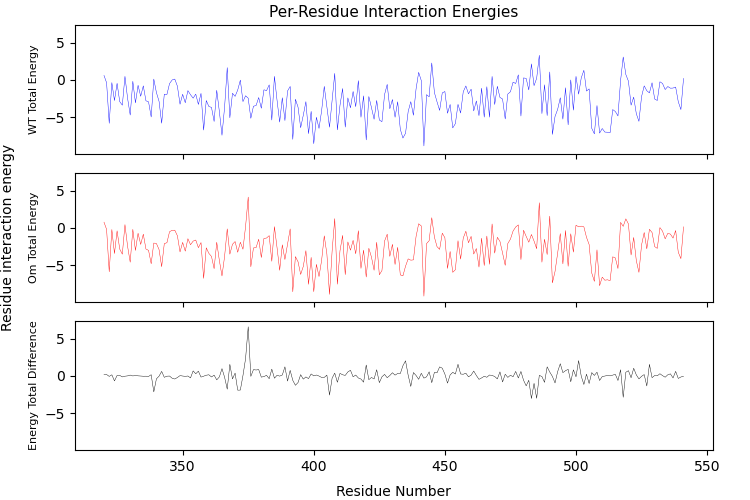 Per-Residue Interaction Energies
Residue interaction energy
WT Total Energy
5
0
−5
Om Total Energy
5
0
−5
Energy Total Difference
5
0
−5
350
400
450
500
550
Residue Number